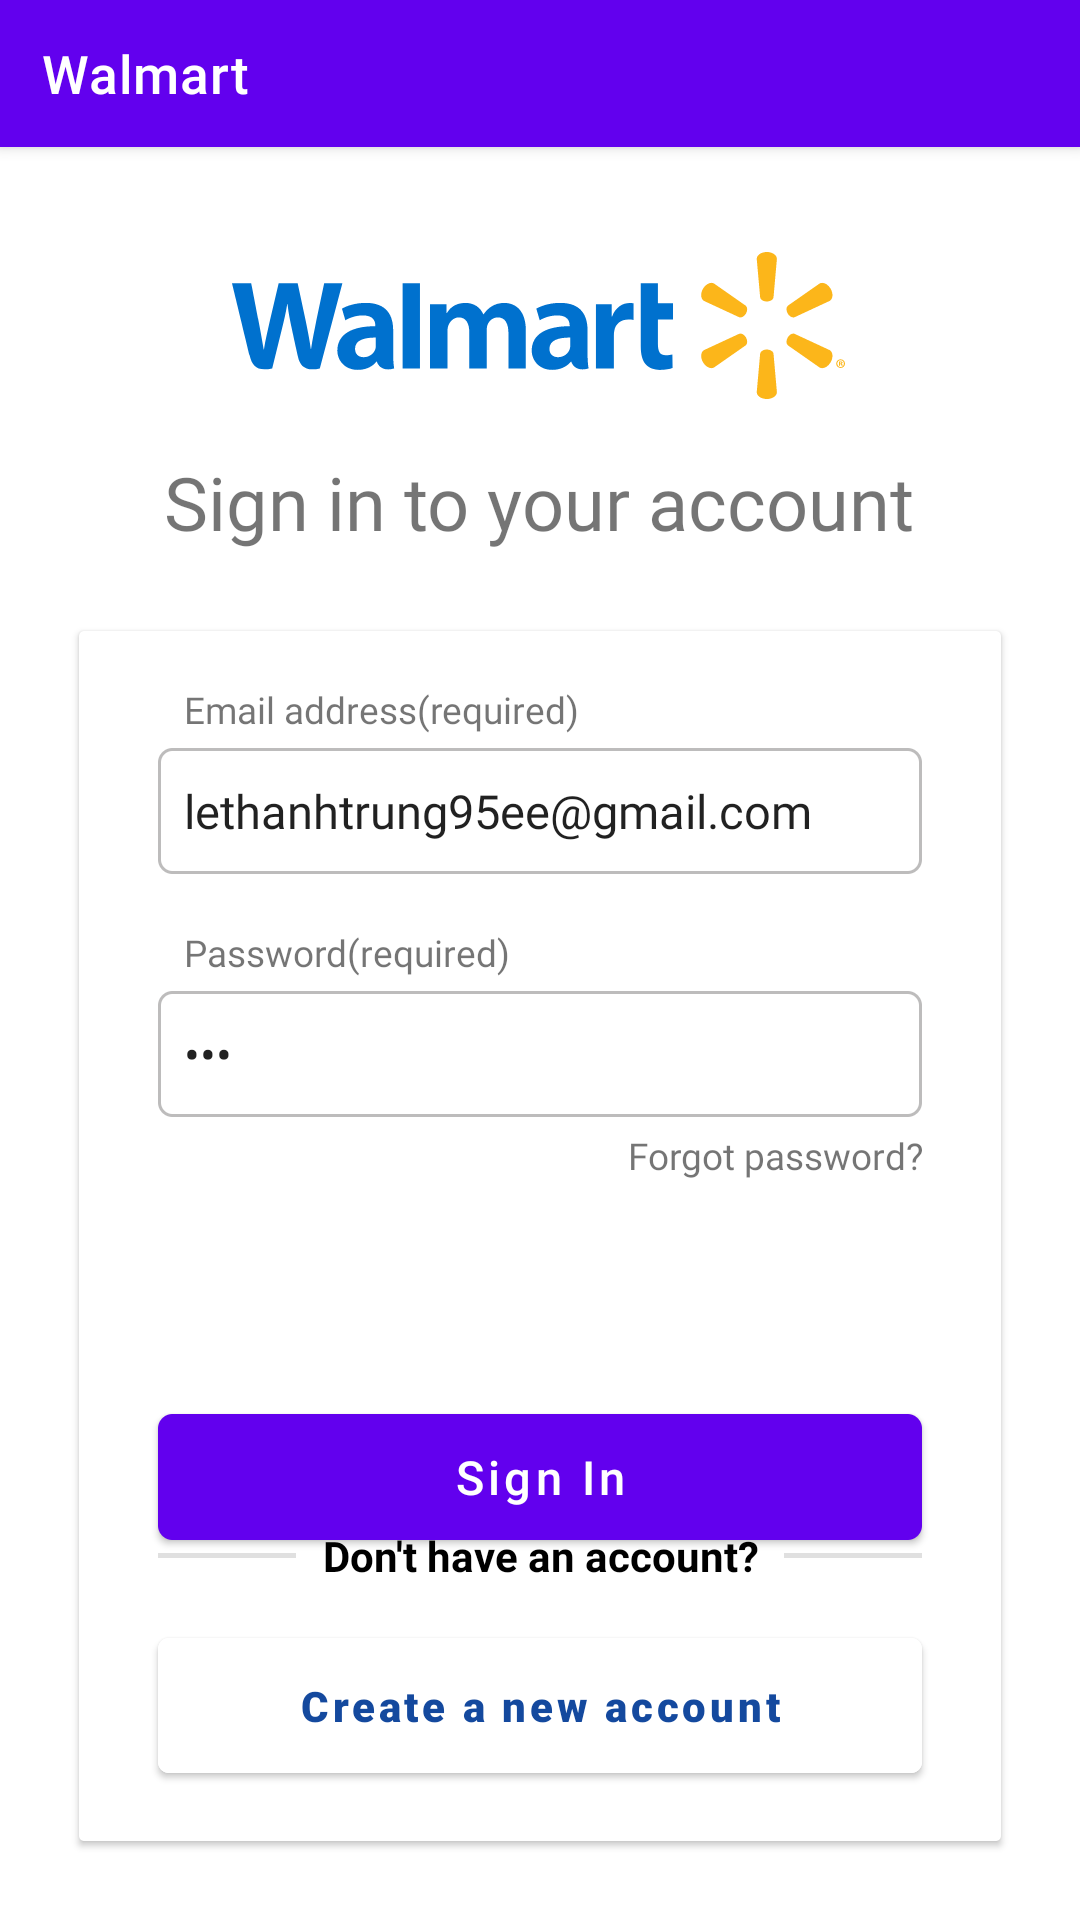 Walmart
Walmart
Sign in to your account
Email address(required)
lethanhtrung95ee@gmail.com
Password(required)
•••
Forgot password?
Sign In
Don't have an account?
Create a new account